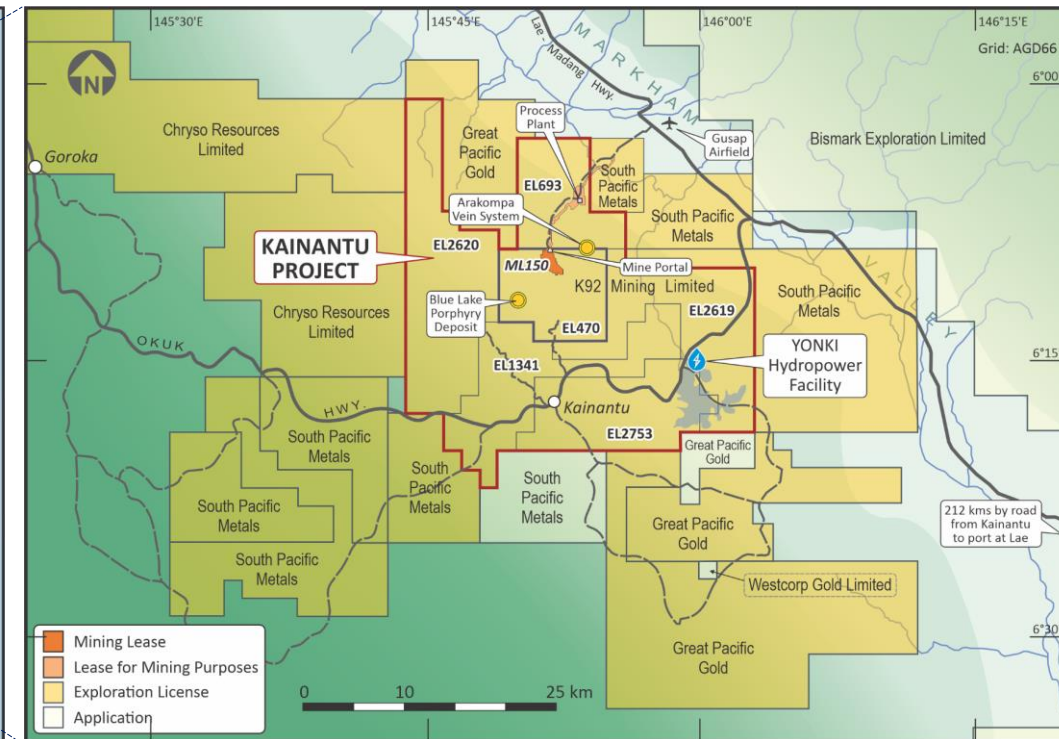 145°30'E
145°45'E
146°00'E
146°15'E
Grid: AGD66
6°00'
6°15'
6°30'
N
MARKHAM
VALLEY
Lae - Madang Hwy.
Process
Plant
Gusap
Airfield
Chryso Resources
Limited
Great
Pacific
Gold
Bismark Exploration Limited
Goroka
EL693
South
Pacific
Metals
Arakompa
Vein System
South Pacific
Metals
KAINANTU
PROJECT
EL2620
ML150
Mine Portal
K92 Mining Limited
Blue Lake
Porphyry
Deposit
EL2619
South Pacific
Metals
Chryso Resources
Limited
EL470
OKUK
HWY.
EL1341
YONKI
Hydropower
Facility
Kainantu
EL2753
South Pacific
Metals
Great Pacific
Gold
South
Pacific
Metals
South
Pacific
Metals
South Pacific
Metals
212 kms by road
from Kainantu
to port at Lae
Great Pacific
Gold
South Pacific
Metals
Westcorp Gold Limited
Great Pacific
Gold
Mining Lease
Lease for Mining Purposes
Exploration License
Application
0 10 25 km